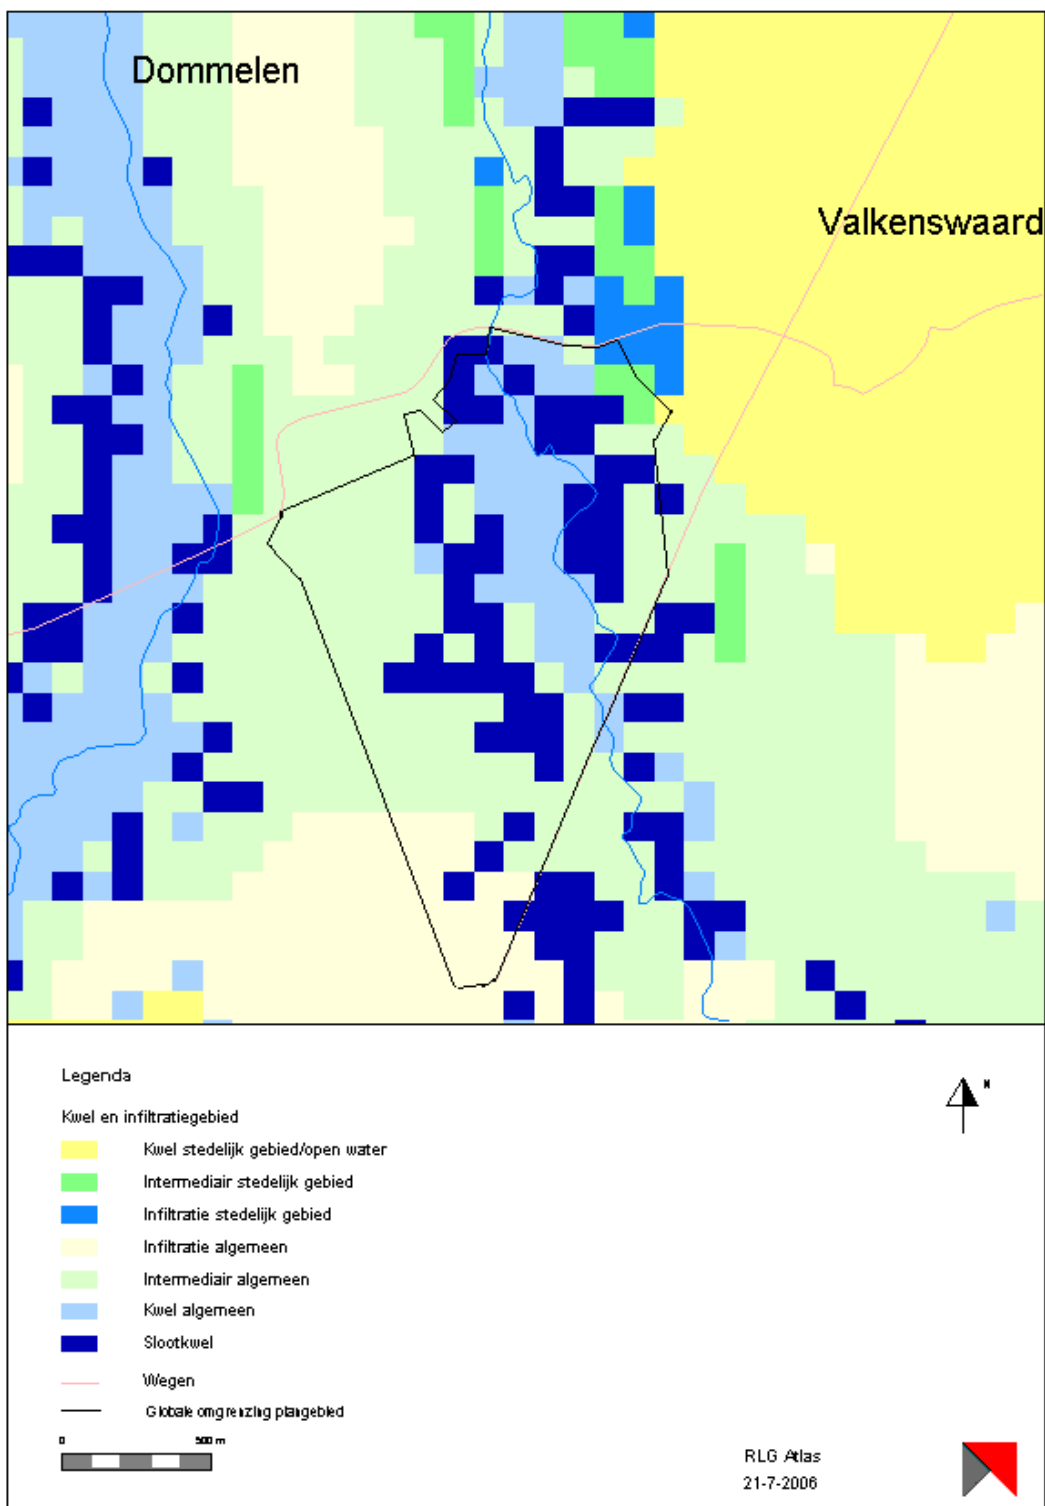 Dommelen
Valkenswaard
Legenda
N
Kwel en infiltratiegebied
Kwel stedelijk gebied/open water
Intermediair stedelijk gebied
Infiltratie stedelijk gebied
Infiltratie algemeen
Intermediair algemeen
Kwel algemeen
Slootkwel
Wegen
Globale omgrenzing plangebied
0 500 m
RLG Atlas
21-7-2006